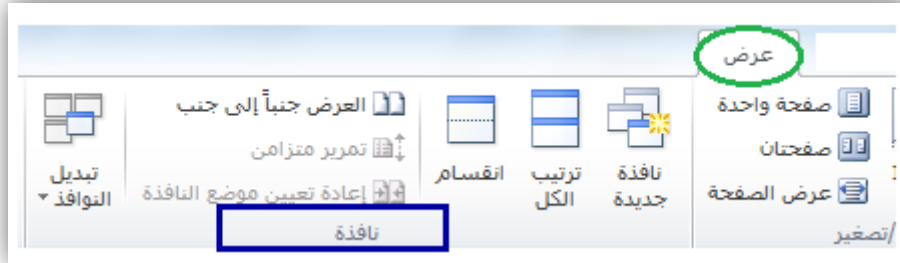 عرض
صفحة واحدة
صفحتان
عرض الصفحة
/تصغير
نافذة
جديدة
ترتيب
الكل
انقسام
العرض جنباً إلى جنب
تمرير متزامن
إعادة تعيين موضع النافذة
تبديل
النوافذ
نافذة